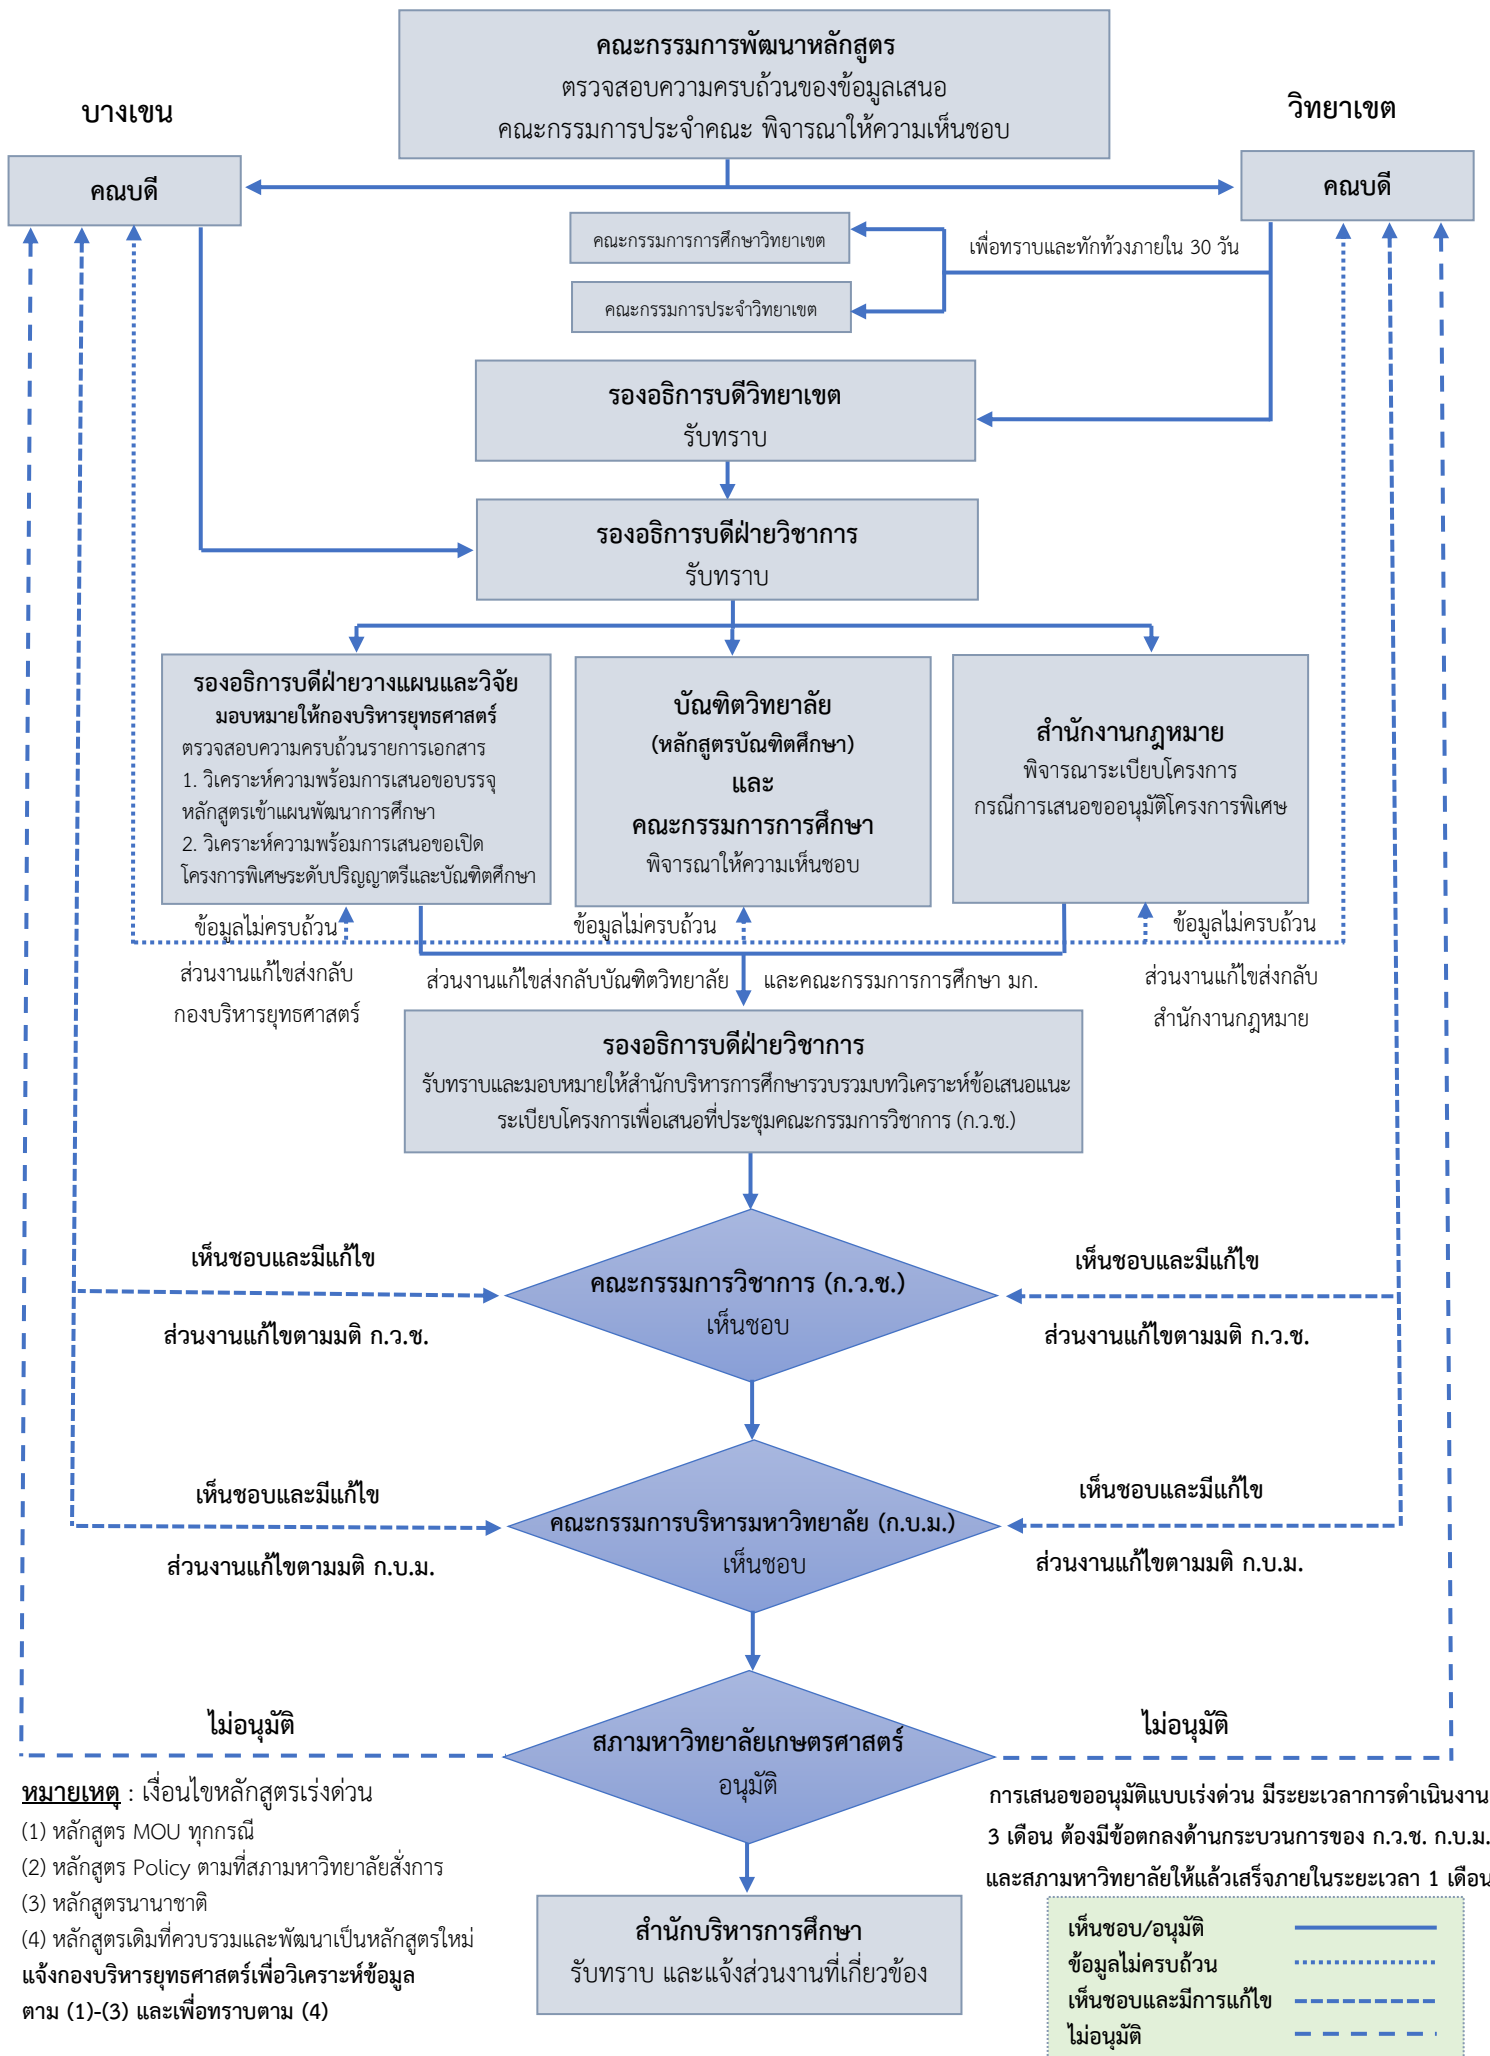 คณะกรรมการพัฒนาหลักสูตร
ตรวจสอบความครบถ้วนของข้อมูลเสนอ
คณะกรรมการประจำคณะ พิจารณาให้ความเห็นชอบ
บางเขน
วิทยาเขต
คณบดี
คณบดี
คณะกรรมการการศึกษาวิทยาเขต
เพื่อทราบและทักท้วงภายใน 30 วัน
คณะกรรมการประจำวิทยาเขต
รองอธิการบดีวิทยาเขต
รับทราบ
รองอธิการบดีฝ่ายวิชาการ
รับทราบ
รองอธิการบดีฝ่ายวางแผนและวิจัย
มอบหมายให้กองบริหารยุทธศาสตร์
ตรวจสอบความครบถ้วนรายการเอกสาร
1. วิเคราะห์ความพร้อมการเสนอขอบรรจุ
หลักสูตรเข้าแผนพัฒนาการศึกษา
2. วิเคราะห์ความพร้อมการเสนอขอเปิด
โครงการพิเศษระดับปริญญาตรีและบัณฑิตศึกษา
บัณฑิตวิทยาลัย
(หลักสูตรบัณฑิตศึกษา)
และ
คณะกรรมการการศึกษา
พิจารณาให้ความเห็นชอบ
สำนักงานกฎหมาย
พิจารณาระเบียบโครงการ
กรณีการเสนอขออนุมัติโครงการพิเศษ
ข้อมูลไม่ครบถ้วน
ส่วนงานแก้ไขส่งกลับ
กองบริหารยุทธศาสตร์
ข้อมูลไม่ครบถ้วน
ส่วนงานแก้ไขส่งกลับบัณฑิตวิทยาลัย และคณะกรรมการการศึกษา มก.
ข้อมูลไม่ครบถ้วน
ส่วนงานแก้ไขส่งกลับ
สำนักงานกฎหมาย
รองอธิการบดีฝ่ายวิชาการ
รับทราบและมอบหมายให้สำนักบริหารการศึกษารวบรวมบทวิเคราะห์ข้อเสนอแนะ
ระเบียบโครงการเพื่อเสนอที่ประชุมคณะกรรมการวิชาการ (ก.ว.ช.)
เห็นชอบและมีแก้ไข
ส่วนงานแก้ไขตามมติ ก.ว.ช.
คณะกรรมการวิชาการ (ก.ว.ช.)
เห็นชอบ
เห็นชอบและมีแก้ไข
ส่วนงานแก้ไขตามมติ ก.ว.ช.
เห็นชอบและมีแก้ไข
ส่วนงานแก้ไขตามมติ ก.บ.ม.
คณะกรรมการบริหารมหาวิทยาลัย (ก.บ.ม.)
เห็นชอบ
เห็นชอบและมีแก้ไข
ส่วนงานแก้ไขตามมติ ก.บ.ม.
ไม่อนุมัติ
สภามหาวิทยาลัยเกษตรศาสตร์
อนุมัติ
ไม่อนุมัติ
หมายเหตุ : เงื่อนไขหลักสูตรเร่งด่วน
(1) หลักสูตร MOU ทุกกรณี
(2) หลักสูตร Policy ตามที่สภามหาวิทยาลัยสั่งการ
(3) หลักสูตรนานาชาติ
(4) หลักสูตรเดิมที่ควบรวมและพัฒนาเป็นหลักสูตรใหม่
แจ้งกองบริหารยุทธศาสตร์เพื่อวิเคราะห์ข้อมูล
ตาม (1)-(3) และเพื่อทราบตาม (4)
การเสนอขออนุมัติแบบเร่งด่วน มีระยะเวลาการดำเนินงาน
3 เดือน ต้องมีข้อตกลงด้านกระบวนการของ ก.ว.ช. ก.บ.ม.
และสภามหาวิทยาลัยให้แล้วเสร็จภายในระยะเวลา 1 เดือน
สำนักบริหารการศึกษา
รับทราบ และแจ้งส่วนงานที่เกี่ยวข้อง
เห็นชอบ/อนุมัติ
ข้อมูลไม่ครบถ้วน
เห็นชอบและมีการแก้ไข
ไม่อนุมัติ